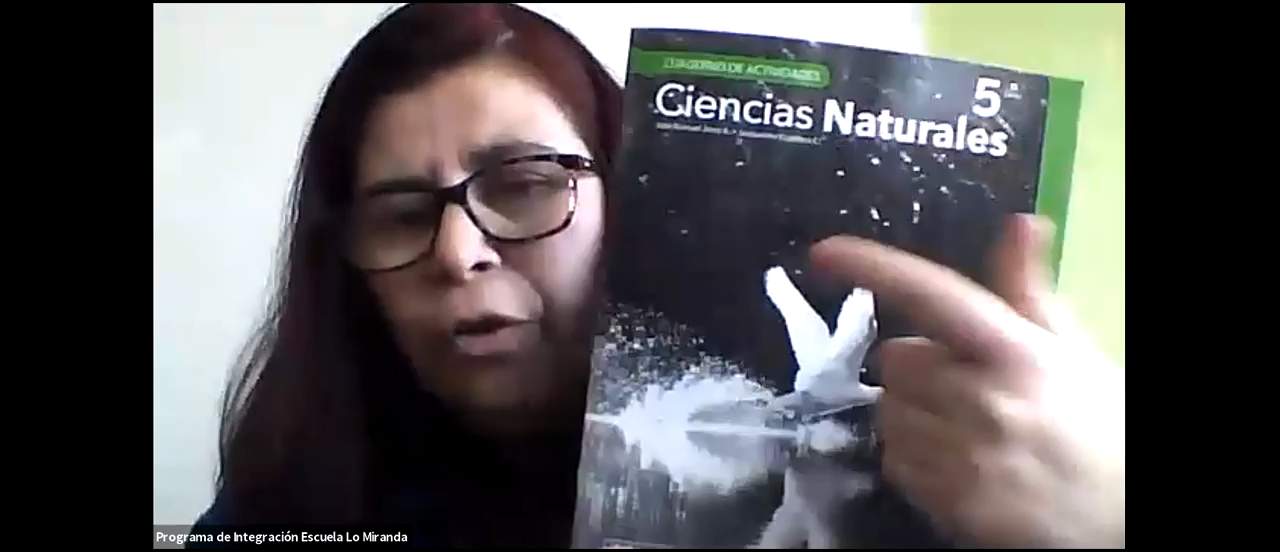 CUADERNO DE ACTIVIDADES
Ciencias Naturales
5
Programa de Integración Escuela Lo Miranda